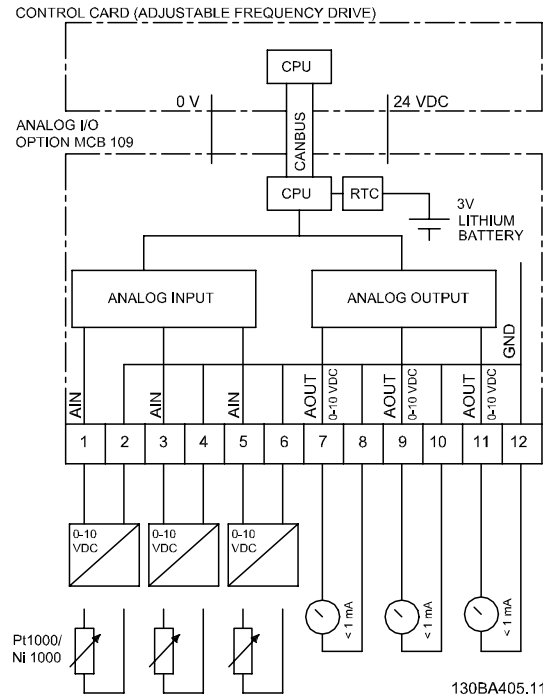 CONTROL CARD (ADJUSTABLE FREQUENCY DRIVE)
CPU
0 V
24 VDC
ANALOG I/O
OPTION MCB 109
CANBUS
CPU
RTC
3V
LITHIUM
BATTERY
ANALOG INPUT
ANALOG OUTPUT
AIN
AIN
AIN
AOUT
0-10 VDC
AOUT
0-10 VDC
AOUT
0-10 VDC
GND
1 2 3 4 5 6 7 8 9 10 11 12
0-10
VDC
0-10
VDC
0-10
VDC
< 1 mA
< 1 mA
< 1 mA
Pt1000/
Ni 1000
130BA405.11